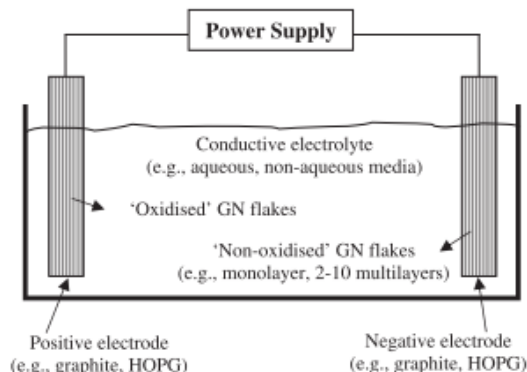 Power Supply
Conductive electrolyte
(e.g., aqueous, non-aqueous media)
'Oxidised' GN flakes
'Non-oxidised' GN flakes
(e.g., monolayer, 2-10 multilayers)
Positive electrode
(e.g., graphite, HOPG)
Negative electrode
(e.g., graphite, HOPG)